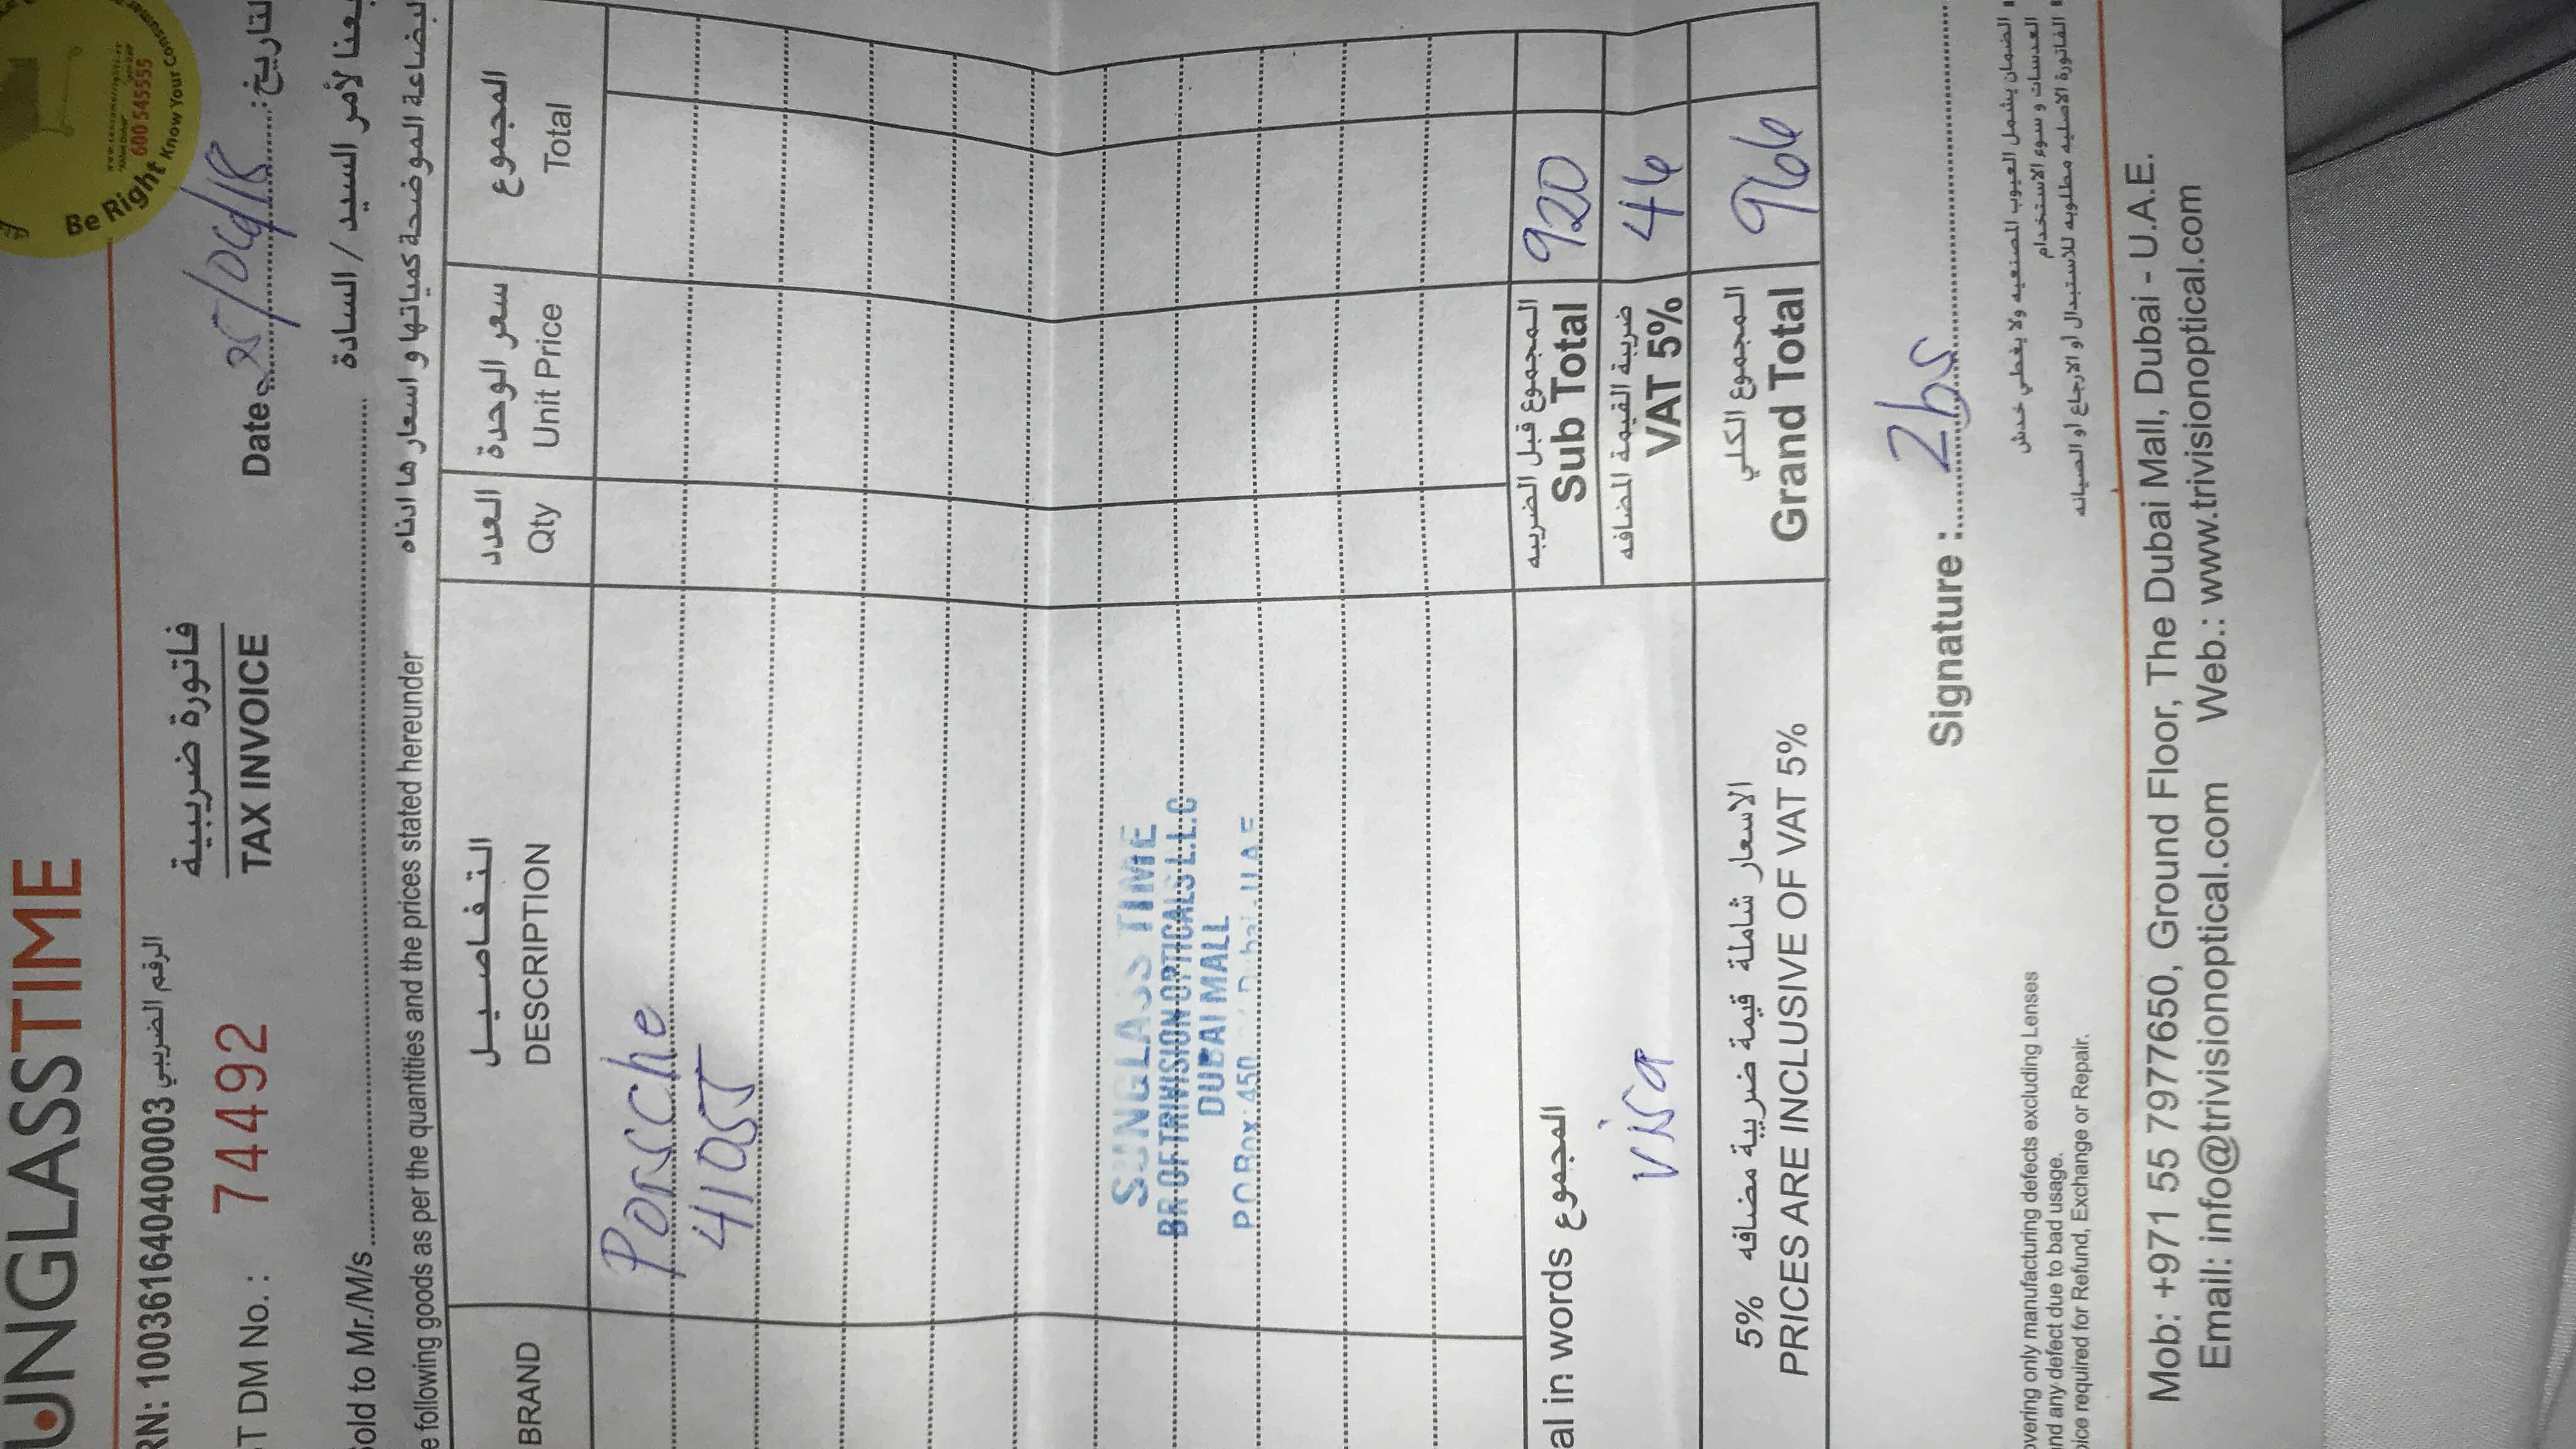 UNGLASSTIME
Be Right Know Your Consume
600 545555
RN: 100361640400003 الرقم الضريبي
فاتورة ضريبية
T DM No. : 74492
TAX INVOICE
Date 25/06/18 لتاريخ:
old to Mr./M/s بعنا لأمر السيد / السادة
e following goods as per the quantities and the prices stated hereunder لبضاعة الموضحة كمياتها و اسعار ها ادناه
التفاصيل العدد سعر الوحدة المجموع
BRAND DESCRIPTION Qty Unit Price Total
Porsche
41055
SUNGLASS TIME
BR OF TRIVISION OPTICALS L.L.C
DUBAI MALL
P.O.Box: 450 Dubai - U.A.E
al in words المجموع
visa
المجموع قبل الضريبه
Sub Total 920
ضريبة القيمة المضافه
VAT 5% 46
الاسعار شاملة قيمة ضريبة مضافه 5%
PRICES ARE INCLUSIVE OF VAT 5%
المجموع الكلي
Grand Total 966
Signature :
overing only manufacturing defects excluding Lenses
nd any defect due to bad usage.
oice required for Refund, Exchange or Repair.
الضمان يشمل العيوب المصنعيه ولا يغطي خدش
العدسات و سوء الاستخدام
الفاتورة الاصليه مطلوبه للاستبدال أو الارجاع أو الصيانه
Mob: +971 55 7977650, Ground Floor, The Dubai Mall, Dubai - U.A.E.
Email: info@trivisionoptical.com Web.: www.trivisionoptical.com